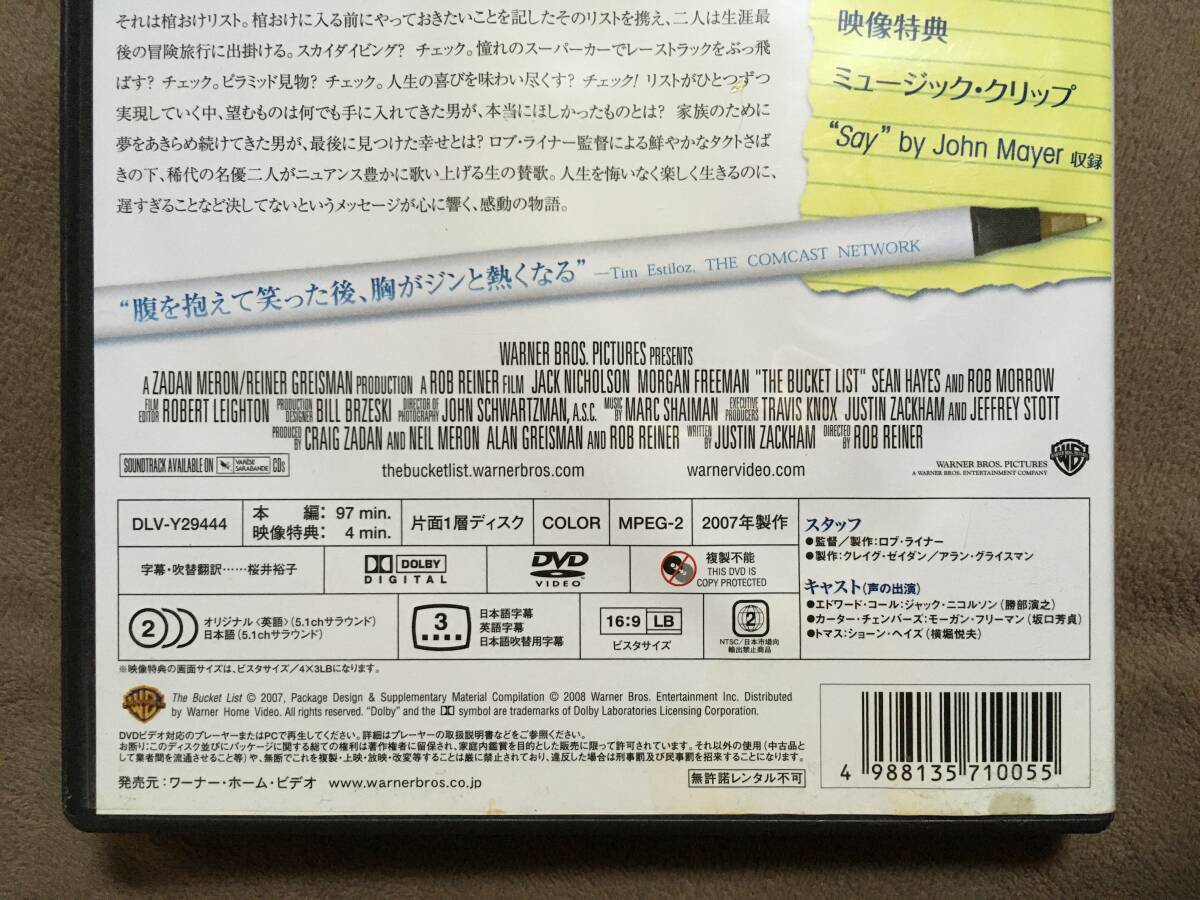 それは棺おけリスト。棺おけに入る前にやっておきたいことを記したそのリストを携え、二人は生涯最
後の冒険旅行に出掛ける。スカイダイビング? チェック。憧れのスーパーカーでレーストラックをぶっ飛
ばす? チェック。ピラミッド見物? チェック。人生の喜びを味わい尽くす? チェック! リストがひとつずつ
実現していく中、望むものは何でも手に入れてきた男が、本当にほしかったものとは? 家族のために
夢をあきらめ続けてきた男が、最後に見つけた幸せとは? ロブ・ライナー監督による鮮やかなタクトさば
きの下、稀代の名優二人がニュアンス豊かに歌い上げる生の賛歌。人生を悔いなく楽しく生きるのに、
遅すぎることなど決してないというメッセージが心に響く、感動の物語。
映像特典
ミュージック・クリップ
"Say" by John Mayer 収録
"腹を抱えて笑った後、胸がジンと熱くなる" —Tim Estiloz, THE COMCAST NETWORK
WARNER BROS. PICTURES PRESENTS
A ZADAN MERON/REINER GREISMAN PRODUCTION A ROB REINER FILM JACK NICHOLSON MORGAN FREEMAN "THE BUCKET LIST" SEAN HAYES AND ROB MORROW
FILM EDITOR ROBERT LEIGHTON PRODUCTION DESIGNER BILL BRZESKI DIRECTOR OF PHOTOGRAPHY JOHN SCHWARTZMAN, A.S.C. MUSIC BY MARC SHAIMAN EXECUTIVE PRODUCERS TRAVIS KNOX JUSTIN ZACKHAM AND JEFFREY STOTT
PRODUCED BY CRAIG ZADAN AND NEIL MERON ALAN GREISMAN AND ROB REINER WRITTEN BY JUSTIN ZACKHAM DIRECTED BY ROB REINER
SOUNDTRACK AVAILABLE ON VARÈSE SARABANDE CDs
thebucketlist.warnerbros.com
warnervideo.com
WARNER BROS. PICTURES
A WARNER BROS. ENTERTAINMENT COMPANY
DLV-Y29444
本 編: 97 min.
映像特典: 4 min.
片面1層ディスク
COLOR
MPEG-2
2007年製作
字幕・吹替翻訳……桜井裕子
DOLBY
DIGITAL
DVD
VIDEO
複製不能
THIS DVD IS
COPY PROTECTED
2
オリジナル〈英語〉(5.1chサラウンド)
日本語(5.1chサラウンド)
3
日本語字幕
英語字幕
日本語吹替用字幕
16:9 LB
ビスタサイズ
2
NTSC/日本市場向
輸出禁止商品
スタッフ
●監督/製作:ロブ・ライナー
●製作:クレイグ・ゼイダン/アラン・グライスマン
キャスト(声の出演)
●エドワード・コール:ジャック・ニコルソン(勝部演之)
●カーター・チェンバーズ:モーガン・フリーマン(坂口芳貞)
●トマス:ショーン・ヘイズ(横堀悦夫)
※映像特典の画面サイズは、ビスタサイズ/4×3LBになります。
The Bucket List © 2007, Package Design & Supplementary Material Compilation © 2008 Warner Bros. Entertainment Inc. Distributed
by Warner Home Video. All rights reserved. "Dolby" and the symbol are trademarks of Dolby Laboratories Licensing Corporation.
DVDビデオ対応のプレーヤーまたはPCで再生してください。詳細はプレーヤーの取扱説明書などをご参照ください。
お断り:このディスク並びにパッケージに関する総ての権利は著作権者に留保され、家庭内鑑賞を目的とした販売に限って許可されています。それ以外の使用(中古品と
して業者間を流通させること等)や、無断でこれを複製・上映・放映・改変等することは厳に禁止されており、違反した場合は刑事罰及び民事罰を招来することになります。
発売元:ワーナー・ホーム・ビデオ www.warnerbros.co.jp
無許諾レンタル不可
4 988135 710055